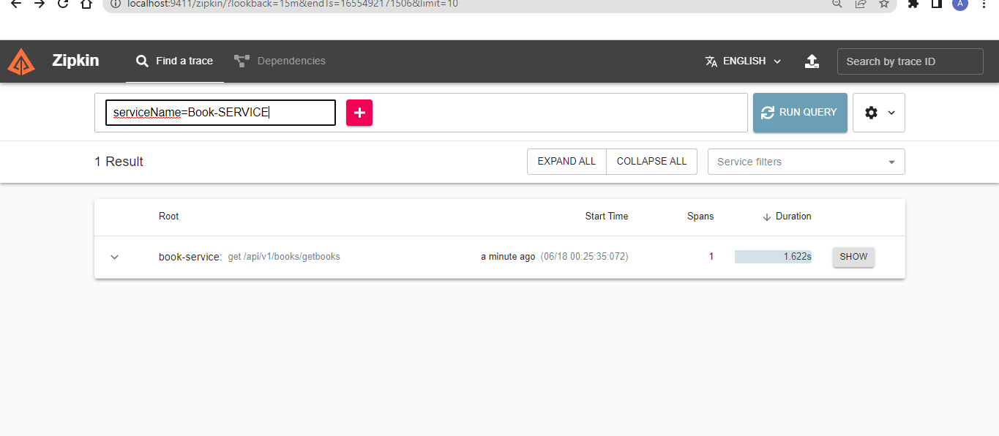 localhost:9411/zipkin/?lookback=15m&endTs=1655492171506&limit=10
A
Zipkin Find a trace Dependencies ENGLISH Search by trace ID
serviceName=Book-SERVICE RUN QUERY
1 Result EXPAND ALL COLLAPSE ALL Service filters
Root Start Time Spans Duration
book-service: get /api/v1/books/getbooks a minute ago (06/18 00:25:35:072) 1 1.622s SHOW